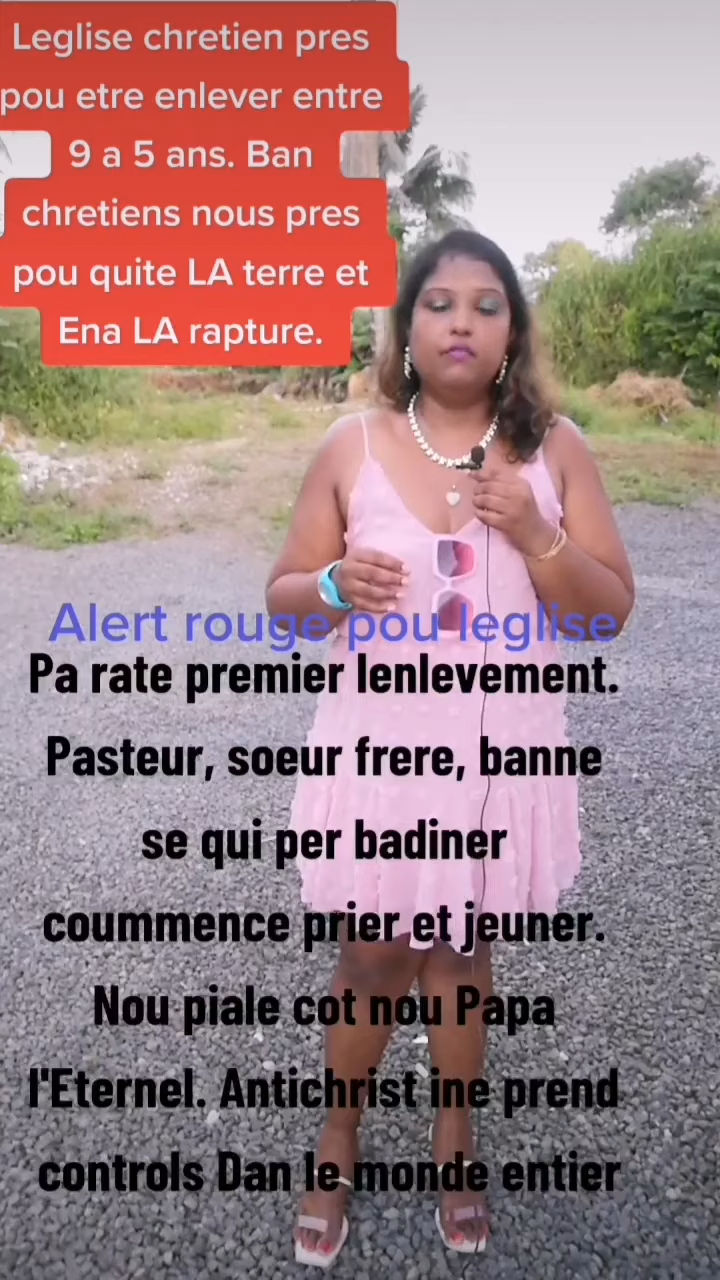 Leglise chretien pres
pou etre enlever entre
9 a 5 ans. Ban
chretiens nous pres
pou quite LA terre et
Ena LA rapture.
Alert rouge pou leglise
Pa rate premier lenlevement.
Pasteur, soeur frere, banne
se qui per badiner
coummence prier et jeuner.
Nou piale cot nou Papa
l'Eternel. Antichrist ine prend
controls Dan le monde entier